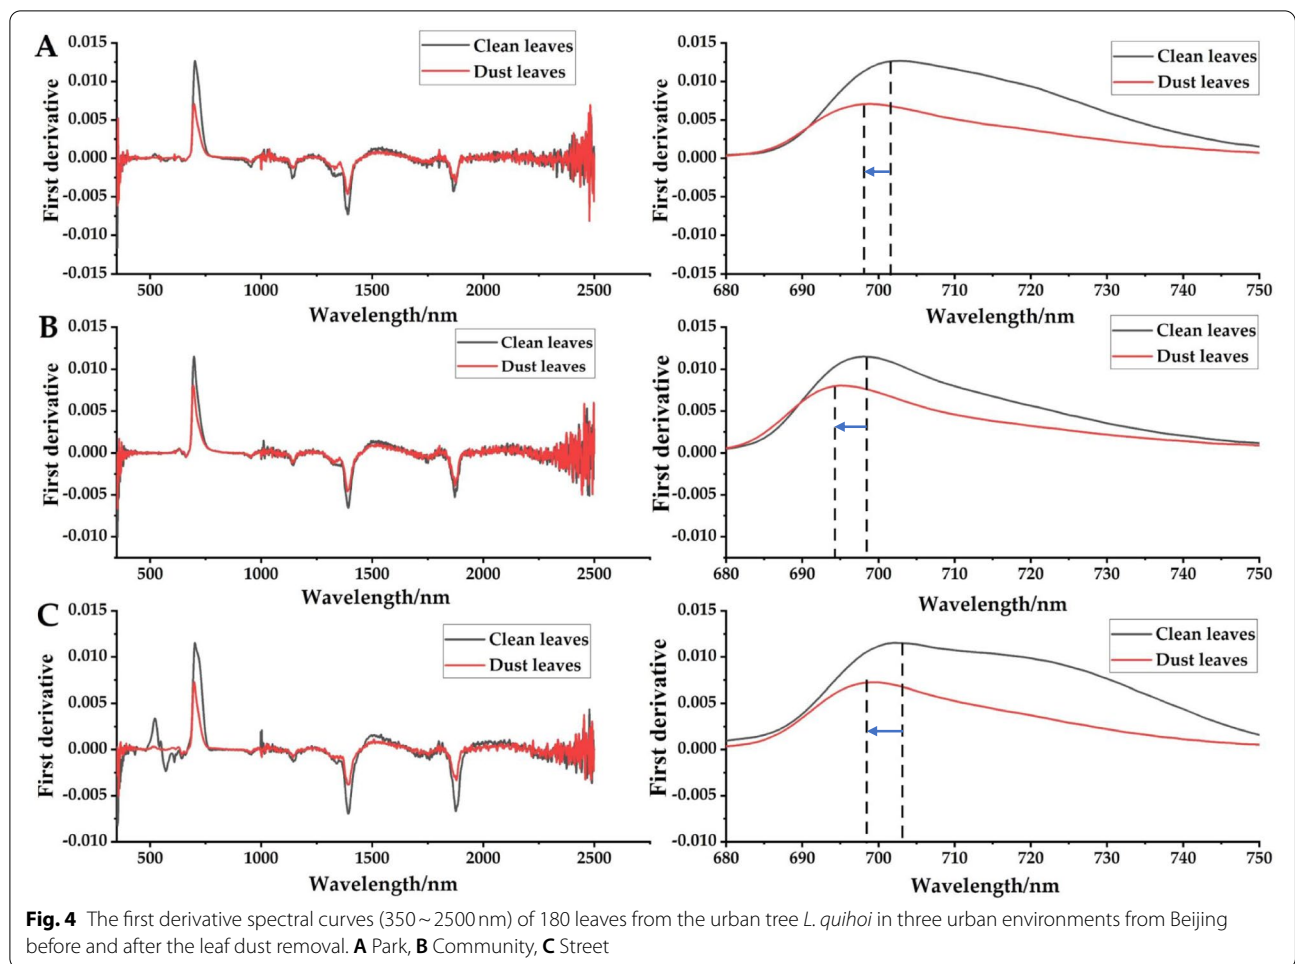 A
First derivative
0.015
0.010
0.005
0.000
-0.005
-0.010
-0.015
Clean leaves
Dust leaves
500 1000 1500 2000 2500
Wavelength/nm
First derivative
0.015
0.010
0.005
0.000
-0.005
-0.010
-0.015
Clean leaves
Dust leaves
680 690 700 710 720 730 740 750
Wavelength/nm
B
First derivative
0.015
0.010
0.005
0.000
-0.005
-0.010
Clean leaves
Dust leaves
500 1000 1500 2000 2500
Wavelength/nm
First derivative
0.015
0.010
0.005
0.000
-0.005
-0.010
Clean leaves
Dust leaves
680 690 700 710 720 730 740 750
Wavelength/nm
C
First derivative
0.015
0.010
0.005
0.000
-0.005
-0.010
Clean leaves
Dust leaves
500 1000 1500 2000 2500
Wavelength/nm
First derivative
0.015
0.010
0.005
0.000
-0.005
-0.010
Clean leaves
Dust leaves
680 690 700 710 720 730 740 750
Wavelength/nm
Fig. 4 The first derivative spectral curves (350 ~ 2500 nm) of 180 leaves from the urban tree L. quihoi in three urban environments from Beijing
before and after the leaf dust removal. A Park, B Community, C Street